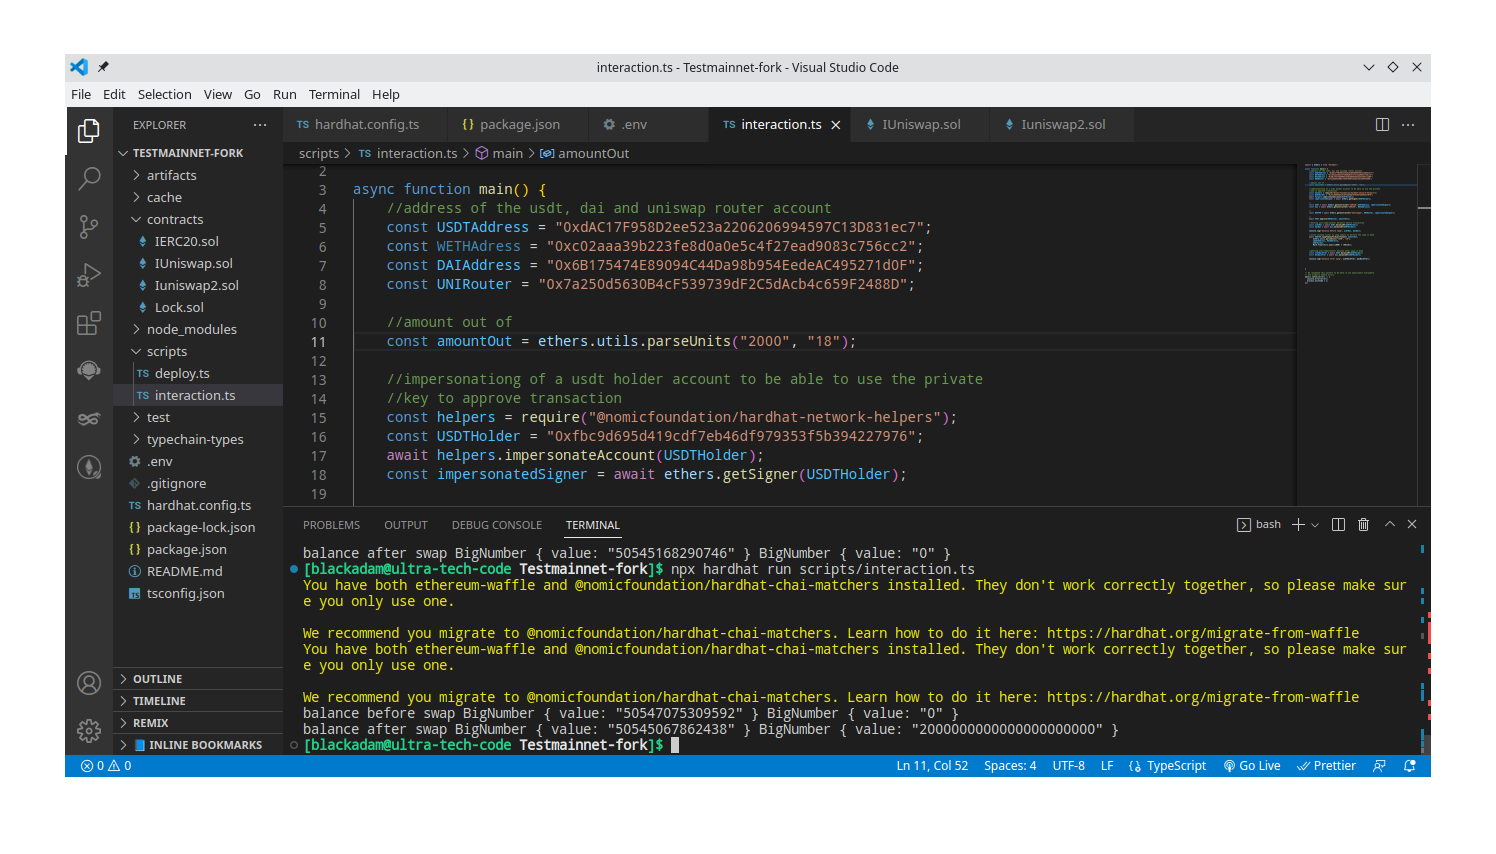 interaction.ts - Testmainnet-fork - Visual Studio Code
File Edit Selection View Go Run Terminal Help
EXPLORER ···
TS hardhat.config.ts {} package.json .env TS interaction.ts × IUniswap.sol Iuniswap2.sol ···
TESTMAINNET-FORK
artifacts
cache
contracts
IERC20.sol
IUniswap.sol
Iuniswap2.sol
Lock.sol
node_modules
scripts
TS deploy.ts
TS interaction.ts
test
typechain-types
.env
.gitignore
TS hardhat.config.ts
{} package-lock.json
{} package.json
README.md
tsconfig.json
OUTLINE
TIMELINE
REMIX
INLINE BOOKMARKS
scripts > TS interaction.ts > main > amountOut
2
3 async function main() {
4 //address of the usdt, dai and uniswap router account
5 const USDTAddress = "0xdAC17F958D2ee523a2206206994597C13D831ec7";
6 const WETHAdress = "0xc02aaa39b223fe8d0a0e5c4f27ead9083c756cc2";
7 const DAIAddress = "0x6B175474E89094C44Da98b954EedeAC495271d0F";
8 const UNIRouter = "0x7a250d5630B4cF539739dF2C5dAcb4c659F2488D";
9
10 //amount out of
11 const amountOut = ethers.utils.parseUnits("2000", "18");
12
13 //impersonationg of a usdt holder account to be able to use the private
14 //key to approve transaction
15 const helpers = require("@nomicfoundation/hardhat-network-helpers");
16 const USDTHolder = "0xfbc9d695d419cdf7eb46df979353f5b394227976";
17 await helpers.impersonateAccount(USDTHolder);
18 const impersonatedSigner = await ethers.getSigner(USDTHolder);
19
PROBLEMS OUTPUT DEBUG CONSOLE TERMINAL bash
balance after swap BigNumber { value: "50545168290746" } BigNumber { value: "0" }
[blackadam@ultra-tech-code Testmainnet-fork]$ npx hardhat run scripts/interaction.ts
You have both ethereum-waffle and @nomicfoundation/hardhat-chai-matchers installed. They don't work correctly together, so please make sur
e you only use one.
We recommend you migrate to @nomicfoundation/hardhat-chai-matchers. Learn how to do it here: https://hardhat.org/migrate-from-waffle
You have both ethereum-waffle and @nomicfoundation/hardhat-chai-matchers installed. They don't work correctly together, so please make sur
e you only use one.
We recommend you migrate to @nomicfoundation/hardhat-chai-matchers. Learn how to do it here: https://hardhat.org/migrate-from-waffle
balance before swap BigNumber { value: "50547075309592" } BigNumber { value: "0" }
balance after swap BigNumber { value: "50545067862438" } BigNumber { value: "2000000000000000000000" }
[blackadam@ultra-tech-code Testmainnet-fork]$
0 0 Ln 11, Col 52 Spaces: 4 UTF-8 LF TypeScript Go Live Prettier